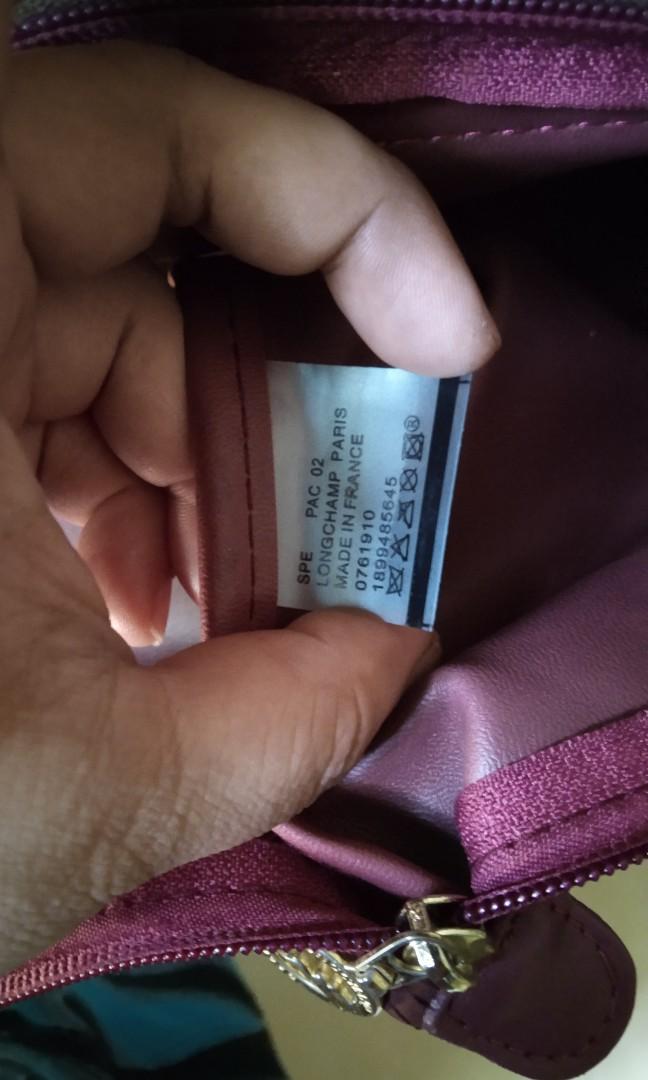 SPE PAC 02
LONGCHAMP PARIS
MADE IN FRANCE
0761910
1899485645